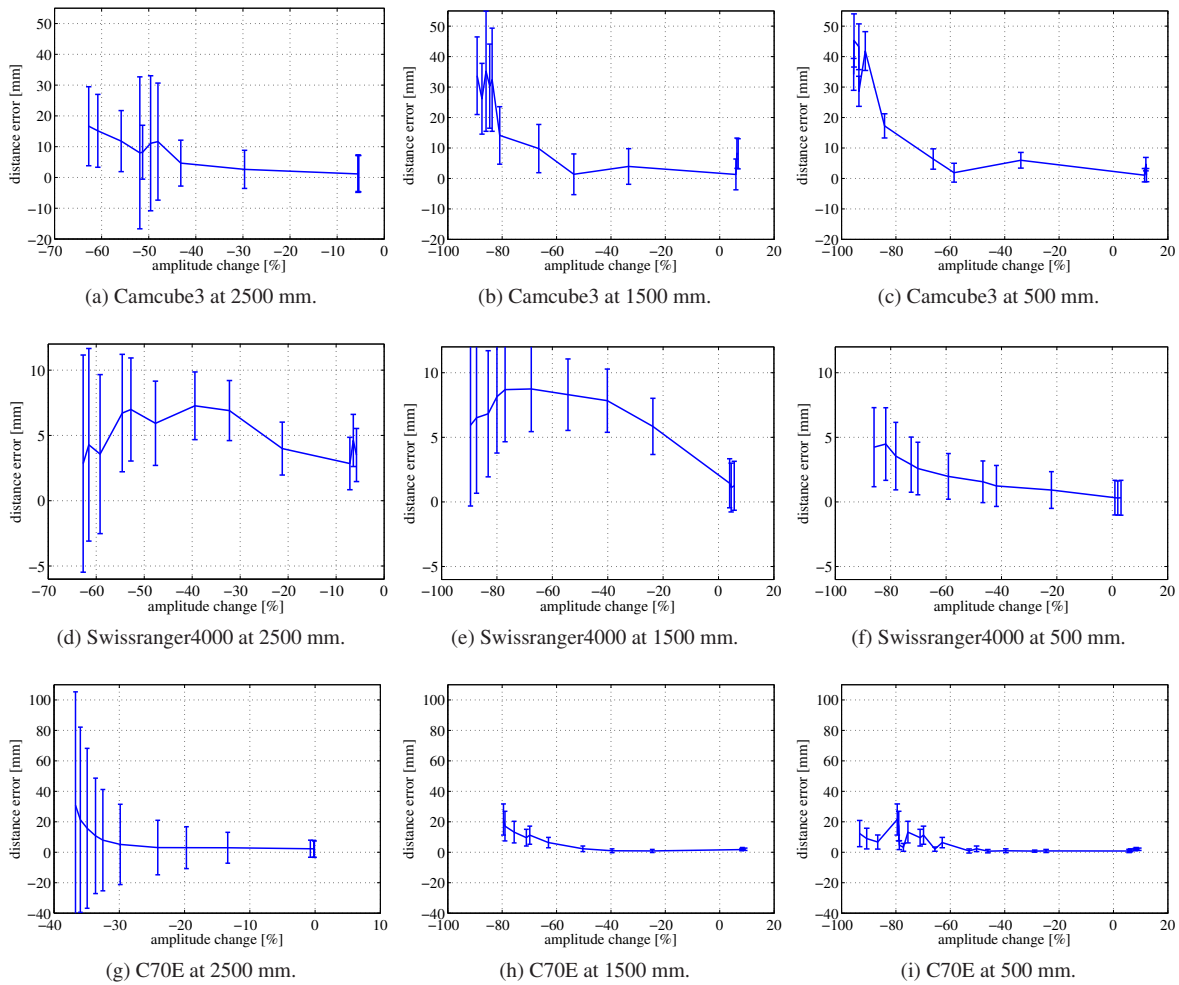 50
40
30
20
10
0
−10
−20
distance error [mm]
−70 −60 −50 −40 −30 −20 −10 0
amplitude change [%]
(a) Camcube3 at 2500 mm.
50
40
30
20
10
0
−10
−20
distance error [mm]
−100 −80 −60 −40 −20 0 20
amplitude change [%]
(b) Camcube3 at 1500 mm.
50
40
30
20
10
0
−10
−20
distance error [mm]
−100 −80 −60 −40 −20 0 20
amplitude change [%]
(c) Camcube3 at 500 mm.
10
5
0
−5
distance error [mm]
−70 −60 −50 −40 −30 −20 −10 0
amplitude change [%]
(d) Swissranger4000 at 2500 mm.
10
5
0
−5
distance error [mm]
−100 −80 −60 −40 −20 0 20
amplitude change [%]
(e) Swissranger4000 at 1500 mm.
10
5
0
−5
distance error [mm]
−100 −80 −60 −40 −20 0 20
amplitude change [%]
(f) Swissranger4000 at 500 mm.
100
80
60
40
20
0
−20
−40
distance error [mm]
−40 −30 −20 −10 0 10
amplitude change [%]
(g) C70E at 2500 mm.
100
80
60
40
20
0
−20
−40
distance error [mm]
−100 −80 −60 −40 −20 0 20
amplitude change [%]
(h) C70E at 1500 mm.
100
80
60
40
20
0
−20
−40
distance error [mm]
−100 −80 −60 −40 −20 0 20
amplitude change [%]
(i) C70E at 500 mm.